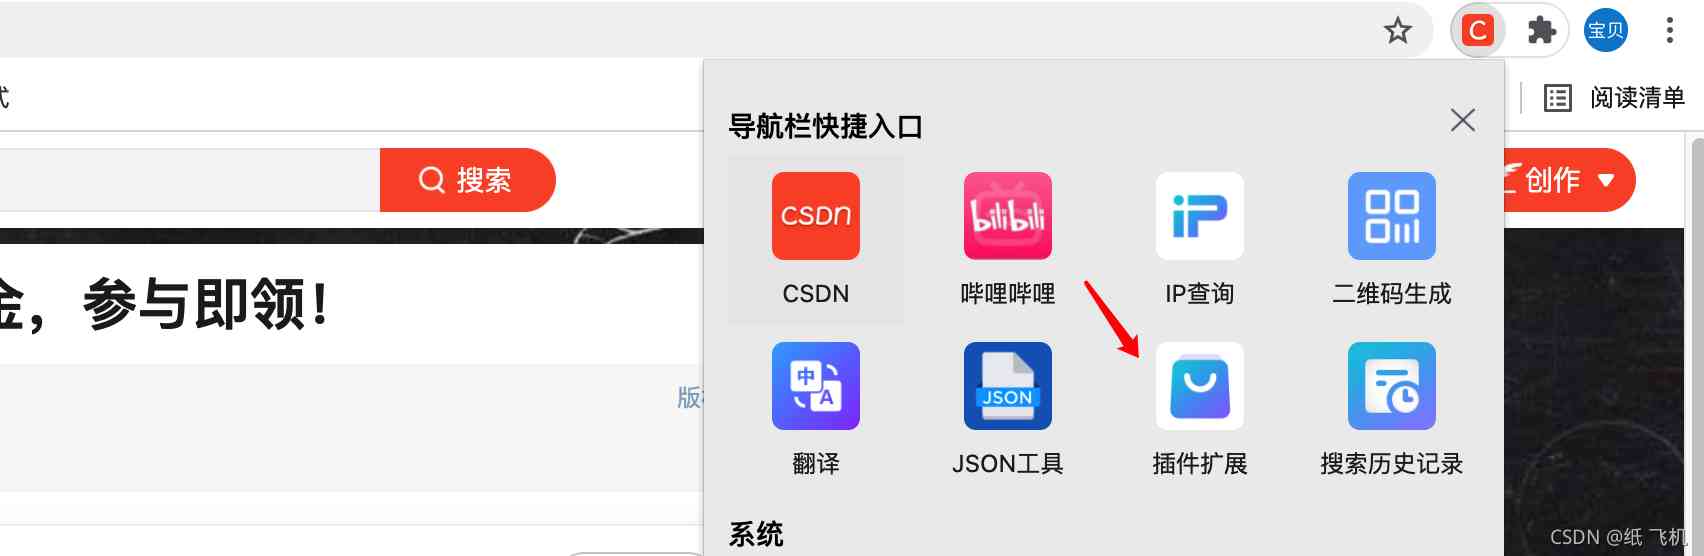 C
宝贝
式
阅读清单
导航栏快捷入口
搜索
创作
CSDN
bilibili
iP
CSDN
哔哩哔哩
IP查询
二维码生成
金，参与即领！
中
A
JSON
版
翻译
JSON工具
插件扩展
搜索历史记录
系统
CSDN @纸 飞机